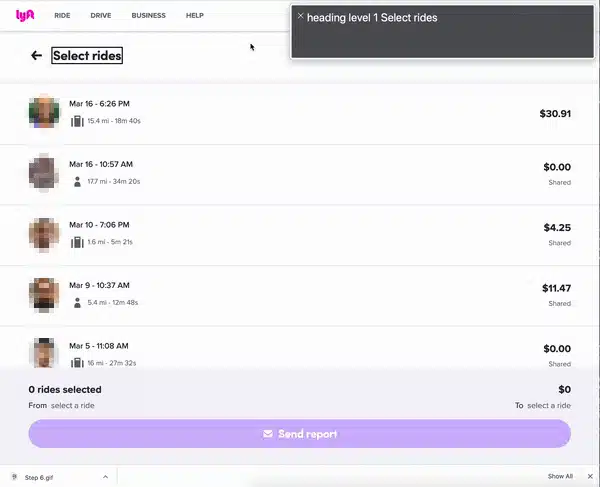 lyft RIDE DRIVE BUSINESS HELP
heading level 1 Select rides
Select rides
Mar 16 - 6:26 PM
15.4 mi - 18m 40s
$30.91
Mar 16 - 10:57 AM
17.7 mi - 34m 20s
$0.00
Shared
Mar 10 - 7:06 PM
1.6 mi - 5m 21s
$4.25
Shared
Mar 9 - 10:37 AM
5.4 mi - 12m 48s
$11.47
Shared
Mar 5 - 11:08 AM
16 mi - 27m 32s
$0.00
Shared
0 rides selected
$0
From select a ride
To select a ride
Send report
Step 6.gif
Show All